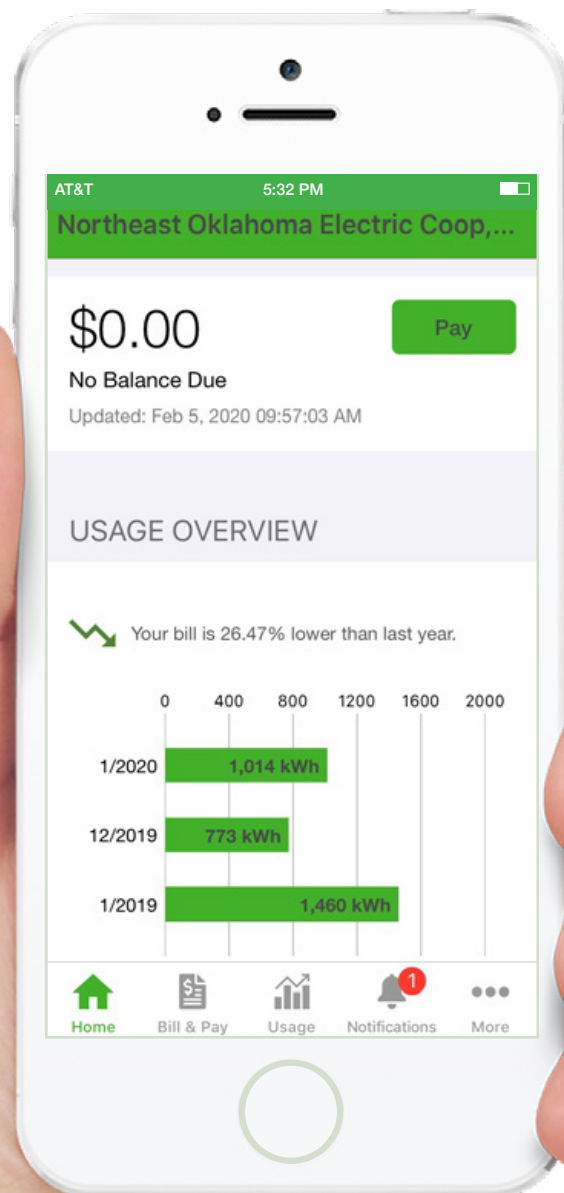 AT&T 5:32 PM
Northeast Oklahoma Electric Coop,...
$0.00
Pay
No Balance Due
Updated: Feb 5, 2020 09:57:03 AM
USAGE OVERVIEW
Your bill is 26.47% lower than last year.
0 400 800 1200 1600 2000
1/2020 1,014 kWh
12/2019 773 kWh
1/2019 1,460 kWh
1
Home Bill & Pay Usage Notifications More